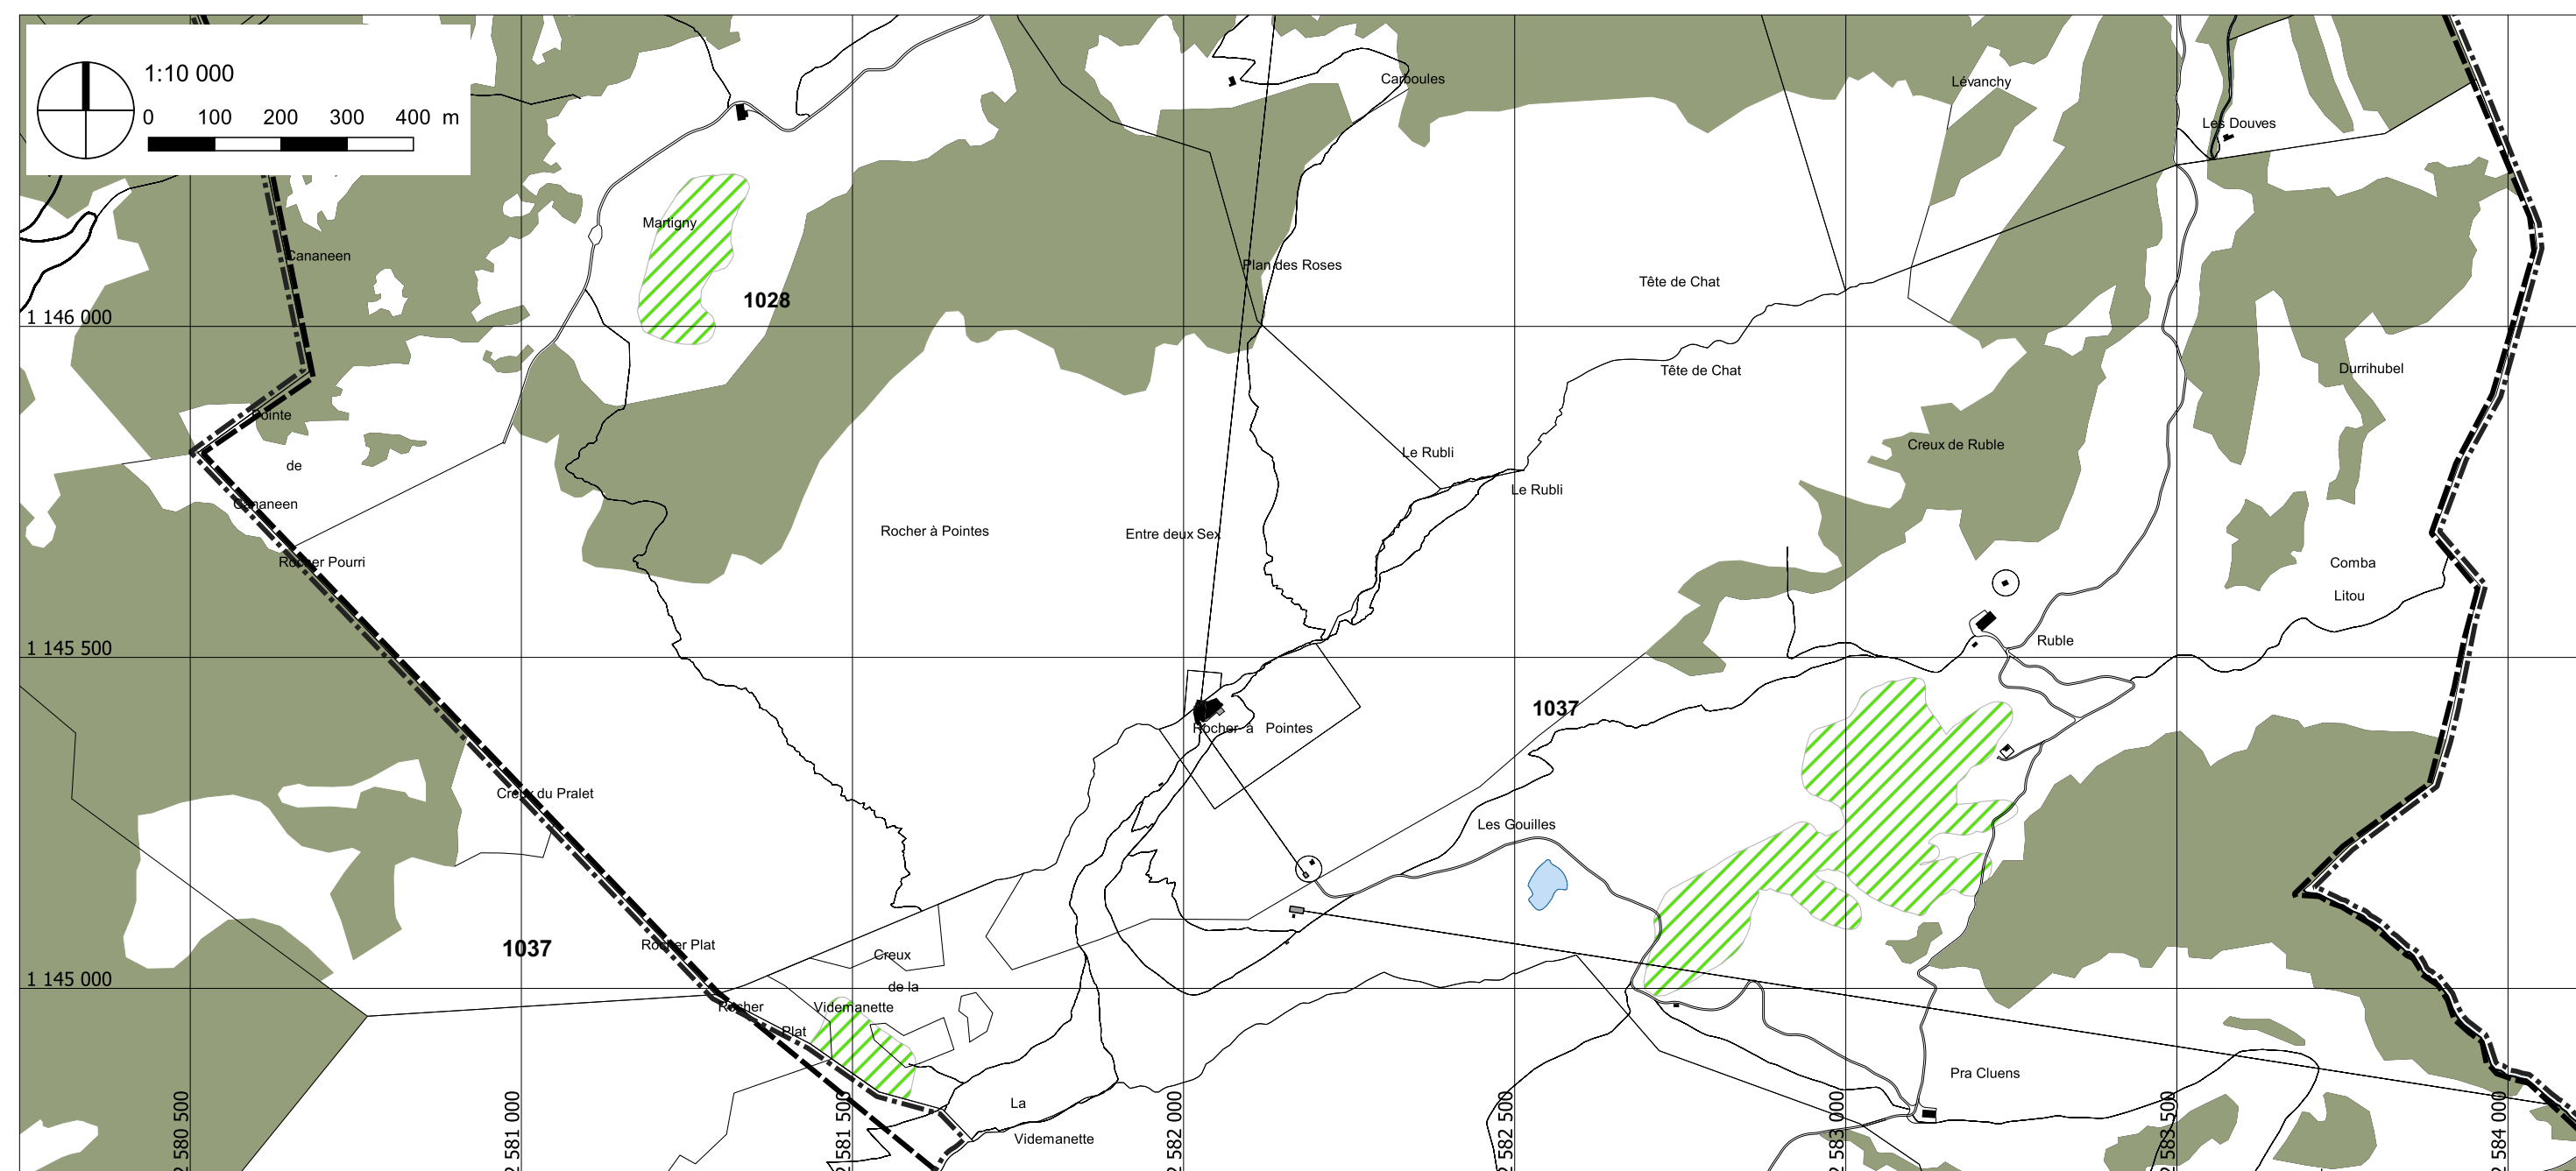 1:10 000
0 100 200 300 400 m
Carboules
Lévanchy
Les Douves
Martigny
Cananeen
Plan des Roses
Tête de Chat
1028
1 146 000
Tête de Chat
Durrihubel
Pointe
de
Cananeen
Le Rubli
Creux de Ruble
Le Rubli
Rocher à Pointes
Entre deux Sex
Rocher Pourri
Comba
Litou
1 145 500
Ruble
1037
Rocher à Pointes
Creux du Pralet
Les Gouilles
1037
Rocher Plat
Creux
de la
Videmanette
1 145 000
Rocher
Plat
Pra Cluens
La
Videmanette
2 580 500
2 581 000
2 581 500
2 582 000
2 582 500
2 583 000
2 583 500
2 584 000